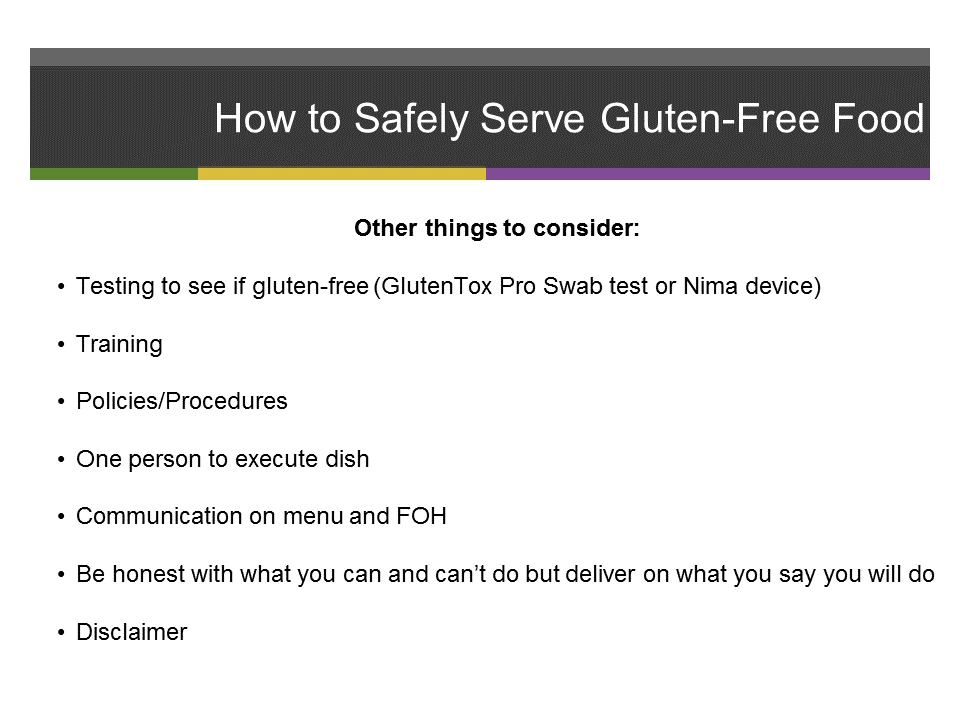 How to Safely Serve Gluten-Free Food
Other things to consider:
• Testing to see if gluten-free (GlutenTox Pro Swab test or Nima device)
• Training
• Policies/Procedures
• One person to execute dish
• Communication on menu and FOH
• Be honest with what you can and can’t do but deliver on what you say you will do
• Disclaimer